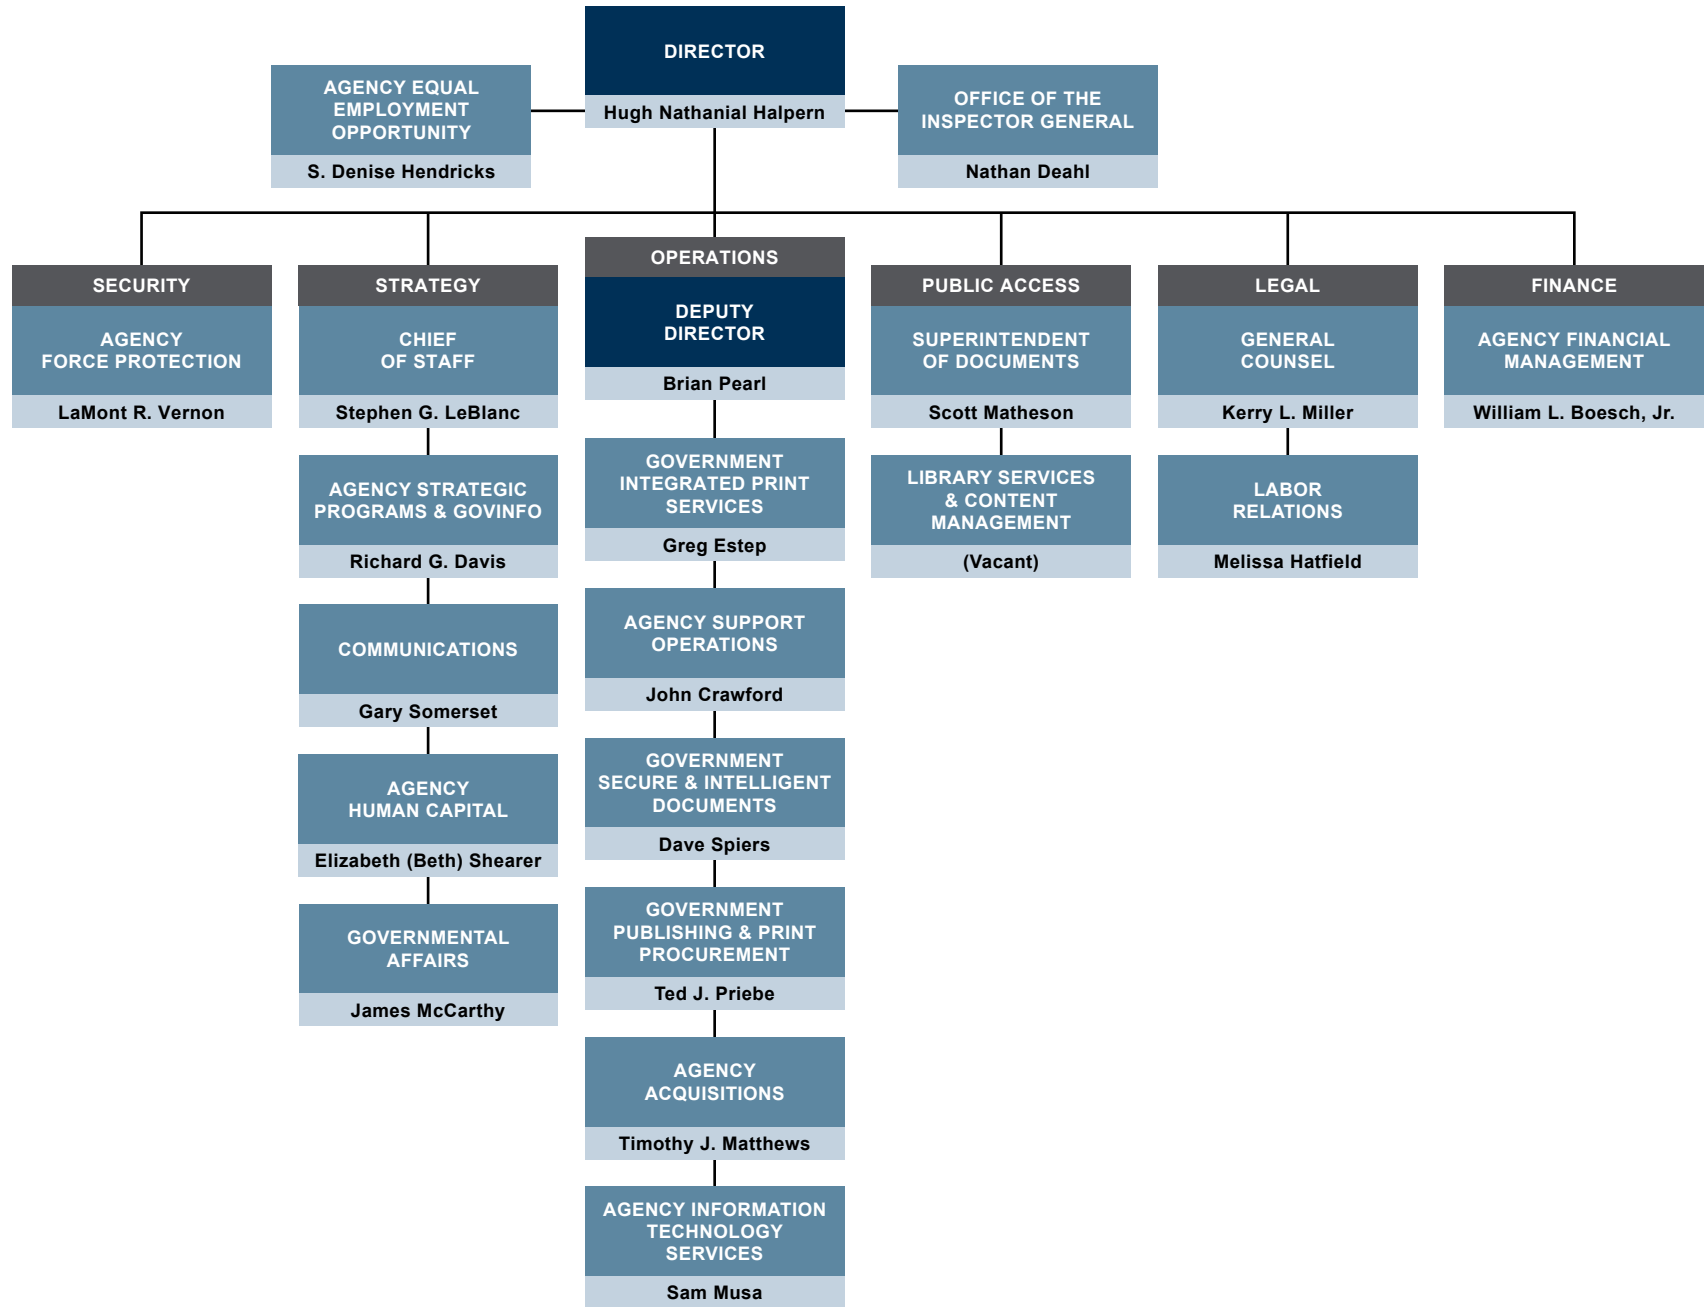 DIRECTOR
Hugh Nathanial Halpern
AGENCY EQUAL
EMPLOYMENT
OPPORTUNITY
S. Denise Hendricks
OFFICE OF THE
INSPECTOR GENERAL
Nathan Deahl
SECURITY
AGENCY
FORCE PROTECTION
LaMont R. Vernon
STRATEGY
CHIEF
OF STAFF
Stephen G. LeBlanc
AGENCY STRATEGIC
PROGRAMS & GOVINFO
Richard G. Davis
COMMUNICATIONS
Gary Somerset
AGENCY
HUMAN CAPITAL
Elizabeth (Beth) Shearer
GOVERNMENTAL
AFFAIRS
James McCarthy
OPERATIONS
DEPUTY
DIRECTOR
Brian Pearl
GOVERNMENT
INTEGRATED PRINT
SERVICES
Greg Estep
AGENCY SUPPORT
OPERATIONS
John Crawford
GOVERNMENT
SECURE & INTELLIGENT
DOCUMENTS
Dave Spiers
GOVERNMENT
PUBLISHING & PRINT
PROCUREMENT
Ted J. Priebe
AGENCY
ACQUISITIONS
Timothy J. Matthews
AGENCY INFORMATION
TECHNOLOGY
SERVICES
Sam Musa
PUBLIC ACCESS
SUPERINTENDENT
OF DOCUMENTS
Scott Matheson
LIBRARY SERVICES
& CONTENT
MANAGEMENT
(Vacant)
LEGAL
GENERAL
COUNSEL
Kerry L. Miller
LABOR
RELATIONS
Melissa Hatfield
FINANCE
AGENCY FINANCIAL
MANAGEMENT
William L. Boesch, Jr.